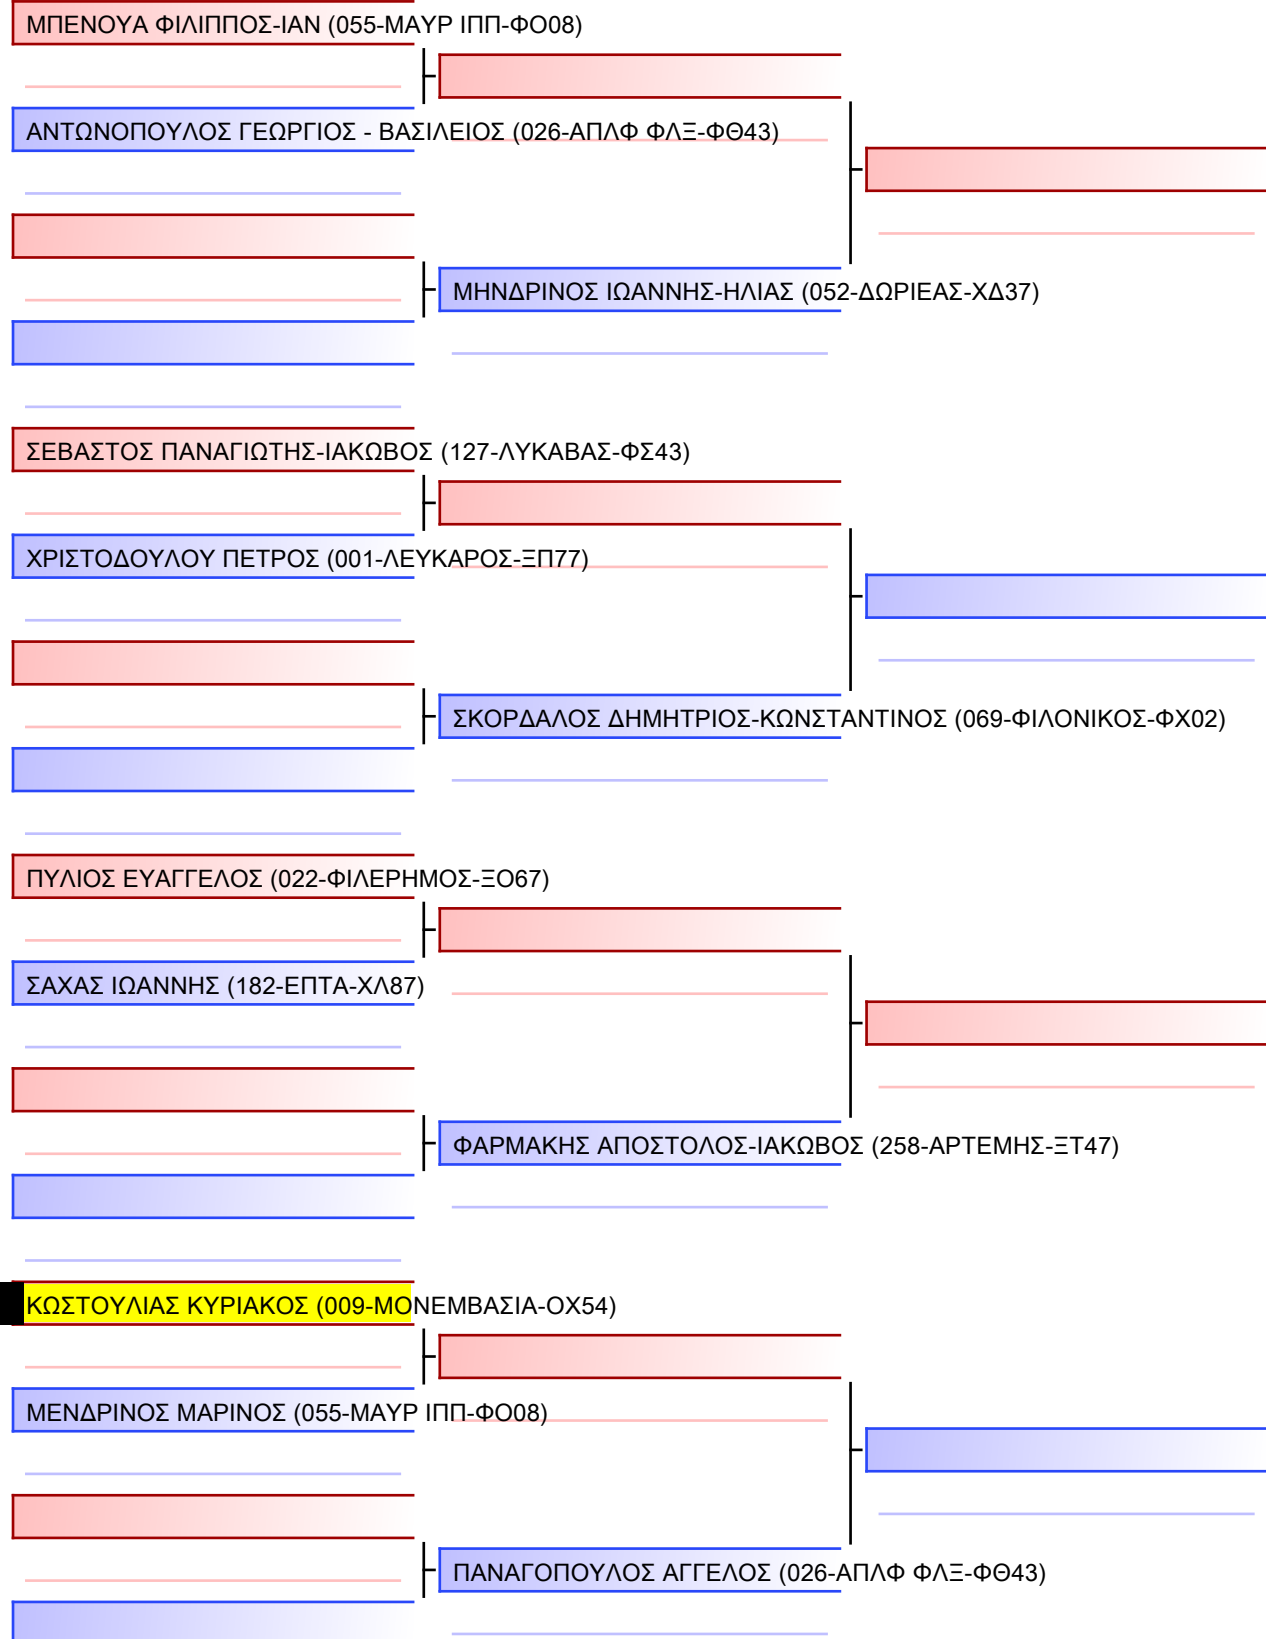 ΜΠΕΝΟΥΑ ΦΙΛΙΠΠΟΣ-ΙΑΝ (055-ΜΑΥΡ ΙΠΠ-ΦΟ08)
ΑΝΤΩΝΟΠΟΥΛΟΣ ΓΕΩΡΓΙΟΣ - ΒΑΣΙΛΕΙΟΣ (026-ΑΠΛΦ ΦΛΞ-ΦΘ43)
ΜΗΝΔΡΙΝΟΣ ΙΩΑΝΝΗΣ-ΗΛΙΑΣ (052-ΔΩΡΙΕΑΣ-ΧΔ37)
ΣΕΒΑΣΤΟΣ ΠΑΝΑΓΙΩΤΗΣ-ΙΑΚΩΒΟΣ (127-ΛΥΚΑΒΑΣ-ΦΣ43)
ΧΡΙΣΤΟΔΟΥΛΟΥ ΠΕΤΡΟΣ (001-ΛΕΥΚΑΡΟΣ-ΞΠ77)
ΣΚΟΡΔΑΛΟΣ ΔΗΜΗΤΡΙΟΣ-ΚΩΝΣΤΑΝΤΙΝΟΣ (069-ΦΙΛΟΝΙΚΟΣ-ΦΧ02)
ΠΥΛΙΟΣ ΕΥΑΓΓΕΛΟΣ (022-ΦΙΛΕΡΗΜΟΣ-ΞΟ67)
ΣΑΧΑΣ ΙΩΑΝΝΗΣ (182-ΕΠΤΑ-ΧΛ87)
ΦΑΡΜΑΚΗΣ ΑΠΟΣΤΟΛΟΣ-ΙΑΚΩΒΟΣ (258-ΑΡΤΕΜΗΣ-ΞΤ47)
ΚΩΣΤΟΥΛΙΑΣ ΚΥΡΙΑΚΟΣ (009-ΜΟΝΕΜΒΑΣΙΑ-ΟΧ54)
ΜΕΝΔΡΙΝΟΣ ΜΑΡΙΝΟΣ (055-ΜΑΥΡ ΙΠΠ-ΦΟ08)
ΠΑΝΑΓΟΠΟΥΛΟΣ ΑΓΓΕΛΟΣ (026-ΑΠΛΦ ΦΛΞ-ΦΘ43)